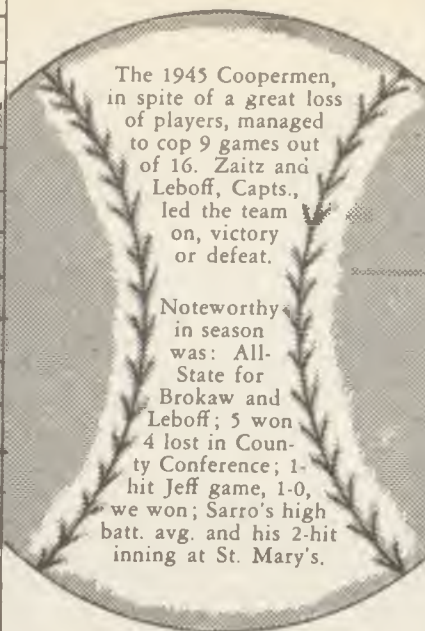 The 1945 Coopermen,
in spite of a great loss
of players, managed
to cop 9 games out
of 16. Zaitz and
Leboff, Capts.,
led the team
on, victory
or defeat.
Noteworthy
in season
was: All-
State for
Brokaw and
Leboff; 5 won
4 lost in Coun-
ty Conference; 1-
hit Jeff game, 1-0,
we won; Sarro's high
batt. avg. and his 2-hit
inning at St. Mary's.